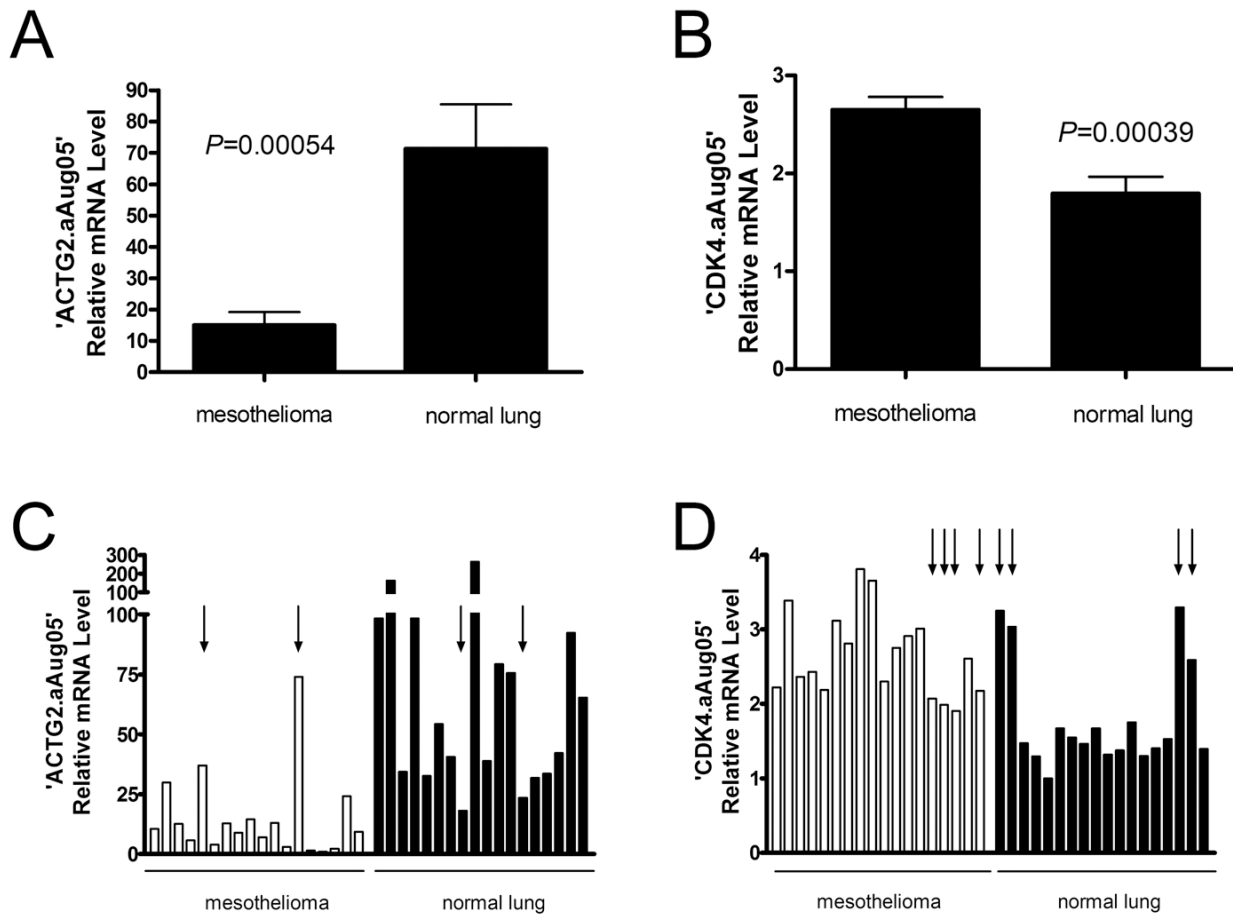 A
'ACTG2.aAug05'
Relative mRNA Level
90
80
70
60
50
40
30
20
10
0
P=0.00054
mesothelioma
normal lung
B
'CDK4.aAug05'
Relative mRNA Level
3
2
1
0
P=0.00039
mesothelioma
normal lung
C
'ACTG2.aAug05'
Relative mRNA Level
300
200
100
100
75
50
25
0
mesothelioma
normal lung
D
'CDK4.aAug05'
Relative mRNA Level
4
3
2
1
0
mesothelioma
normal lung